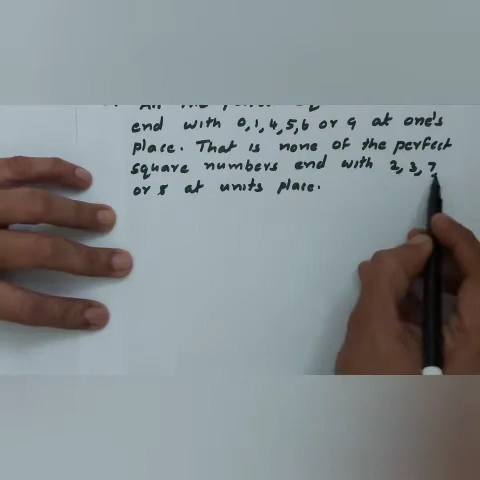 end with 0,1,4,5,6 or 9 at one's
place. That is none of the perfect
square numbers end with 2, 3, 7
or 8 at units place.